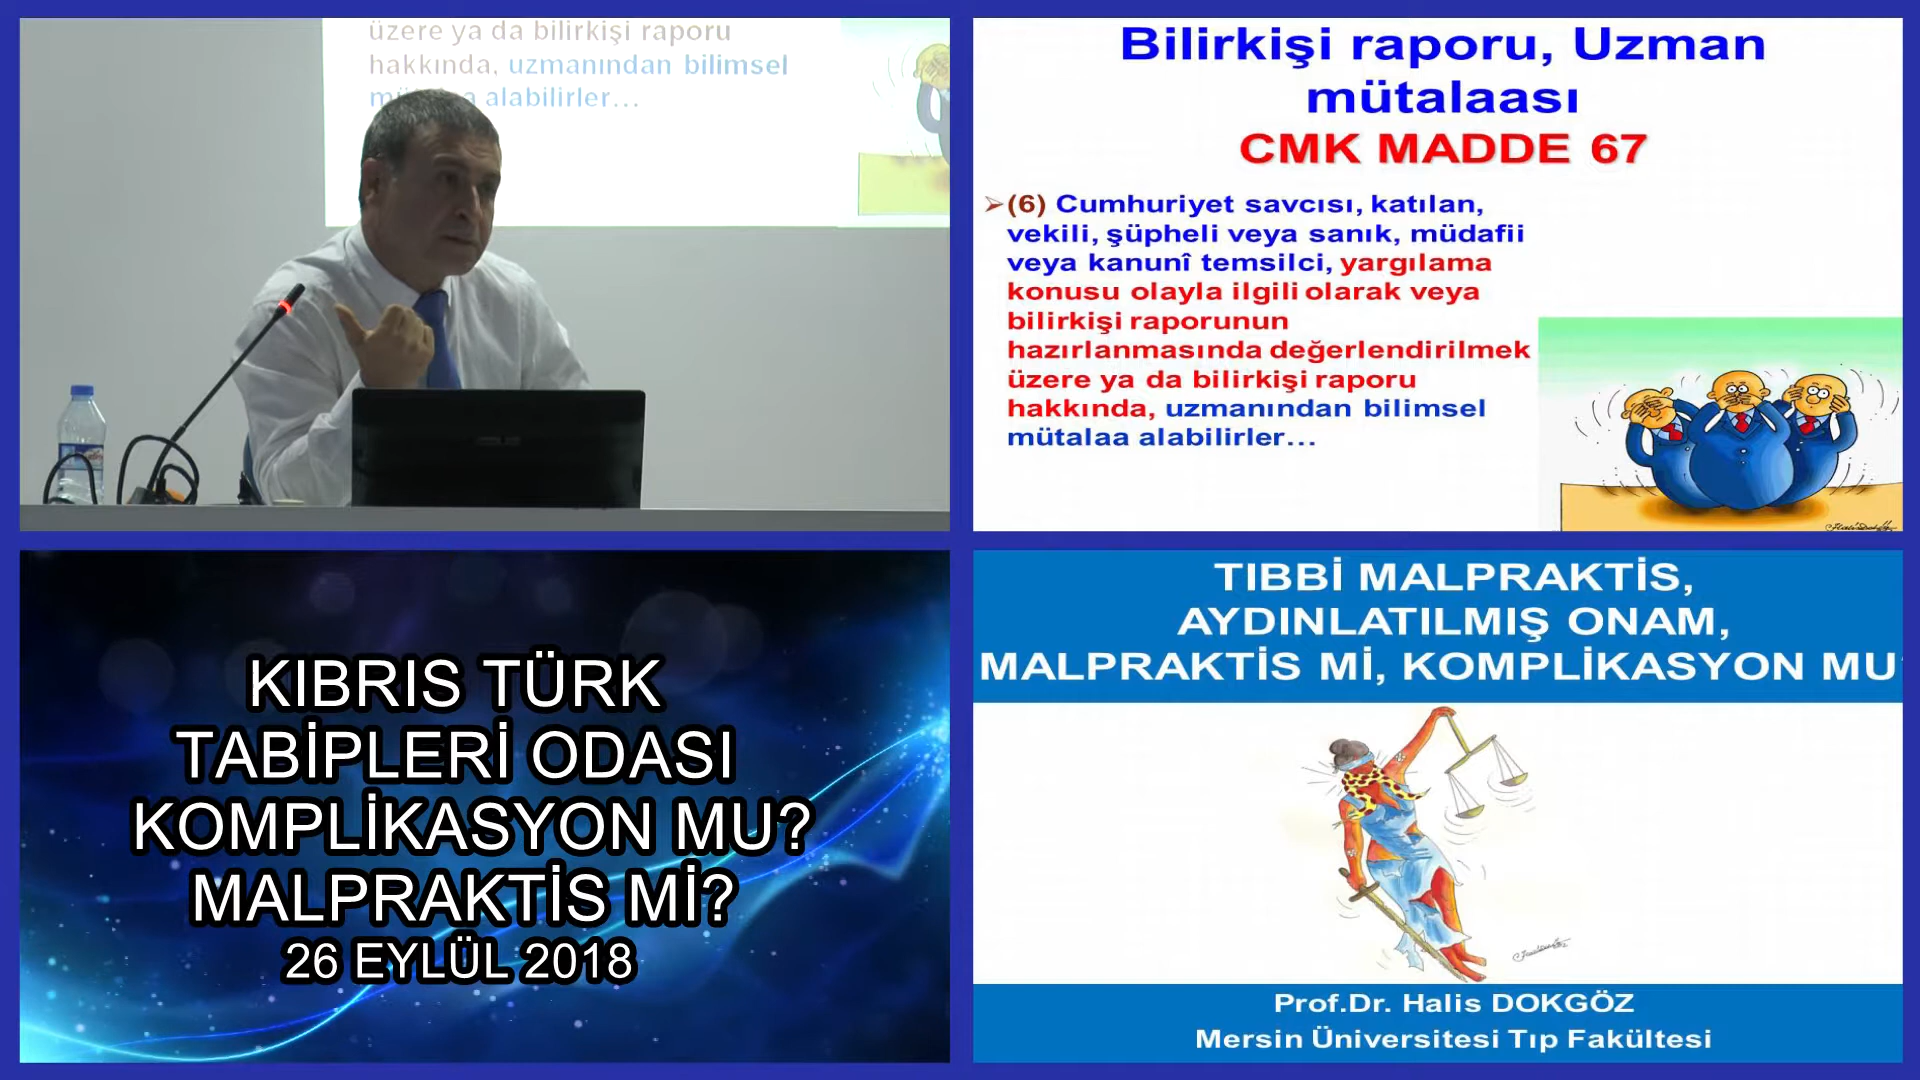 üzere ya da bilirkişi raporu
hakkında, uzmanından bilimsel
alabilirler...
Bilirkişi raporu, Uzman
mütalaası
CMK MADDE 67
➢(6) Cumhuriyet savcısı, katılan,
vekili, şüpheli veya sanık, müdafii
veya kanunî temsilci, yargılama
konusu olayla ilgili olarak veya
bilirkişi raporunun
hazırlanmasında değerlendirilmek
üzere ya da bilirkişi raporu
hakkında, uzmanından bilimsel
mütalaa alabilirler...
KIBRIS TÜRK
TABİPLERİ ODASI
KOMPLİKASYON MU?
MALPRAKTİS Mİ?
26 EYLÜL 2018
TIBBİ MALPRAKTİS,
AYDINLATILMIŞ ONAM,
MALPRAKTİS Mİ, KOMPLİKASYON MU
Prof.Dr. Halis DOKGÖZ
Mersin Üniversitesi Tıp Fakültesi